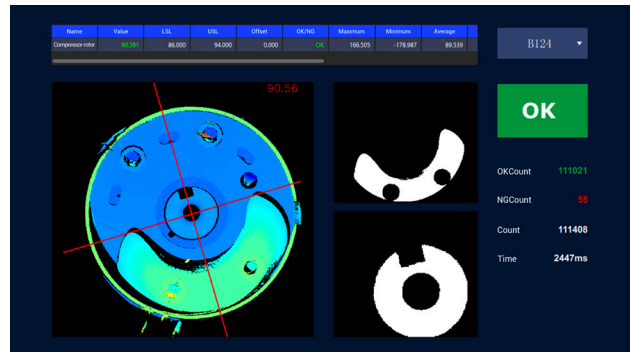 Name Value LSL USL Offset OK/NG Maximum Minimum Average
Compressor rotor 90.591 86.000 94.000 0.000 OK 166.505 -178.987 89.539
B124
90.56
OK
OKCount 111021
NGCount 55
Count 111408
Time 2447ms